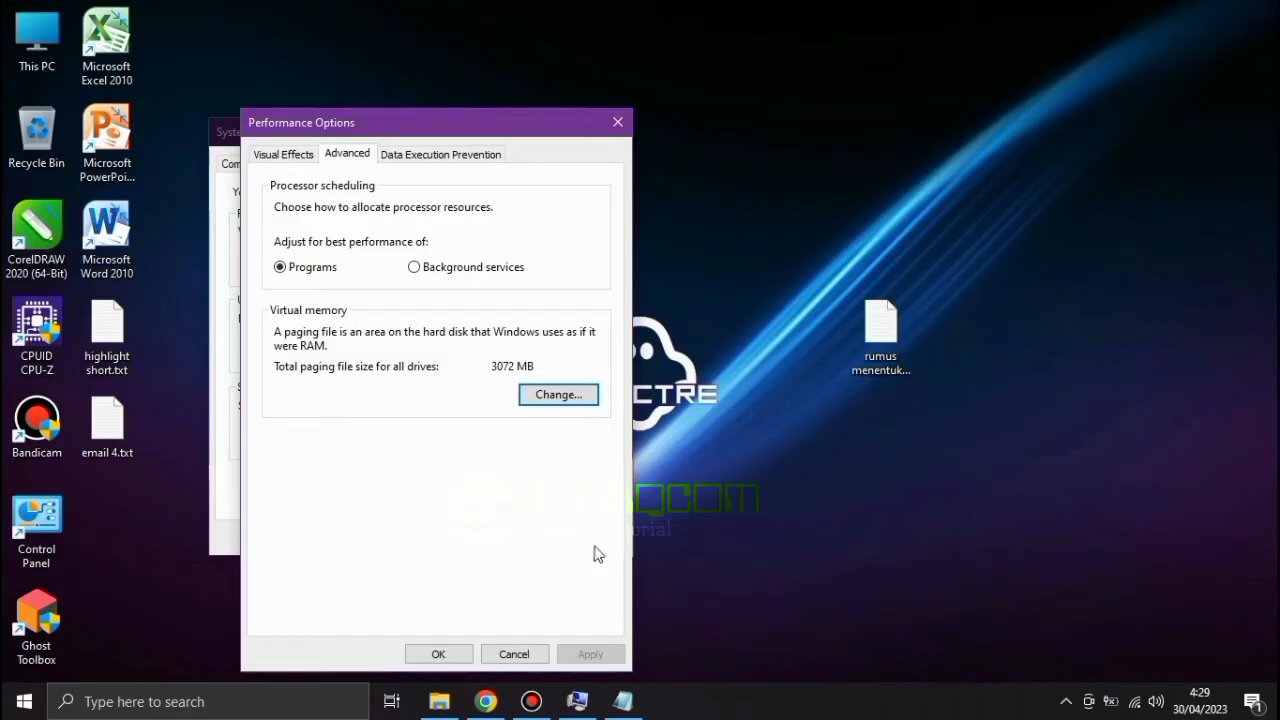 This PC
Microsoft
Excel 2010
Recycle Bin
Microsoft
PowerPoi...
CorelDRAW
2020 (64-Bit)
Microsoft
Word 2010
CPUID
CPU-Z
highlight
short.txt
Bandicam
email 4.txt
Control
Panel
Ghost
Toolbox
Performance Options
Visual Effects
Advanced
Data Execution Prevention
Processor scheduling
Choose how to allocate processor resources.
Adjust for best performance of:
Programs
Background services
Virtual memory
A paging file is an area on the hard disk that Windows uses as if it
were RAM.
Total paging file size for all drives: 3072 MB
Change...
OK
Cancel
Apply
rumus
menentuk...
Type here to search
4:29
30/04/2023
1